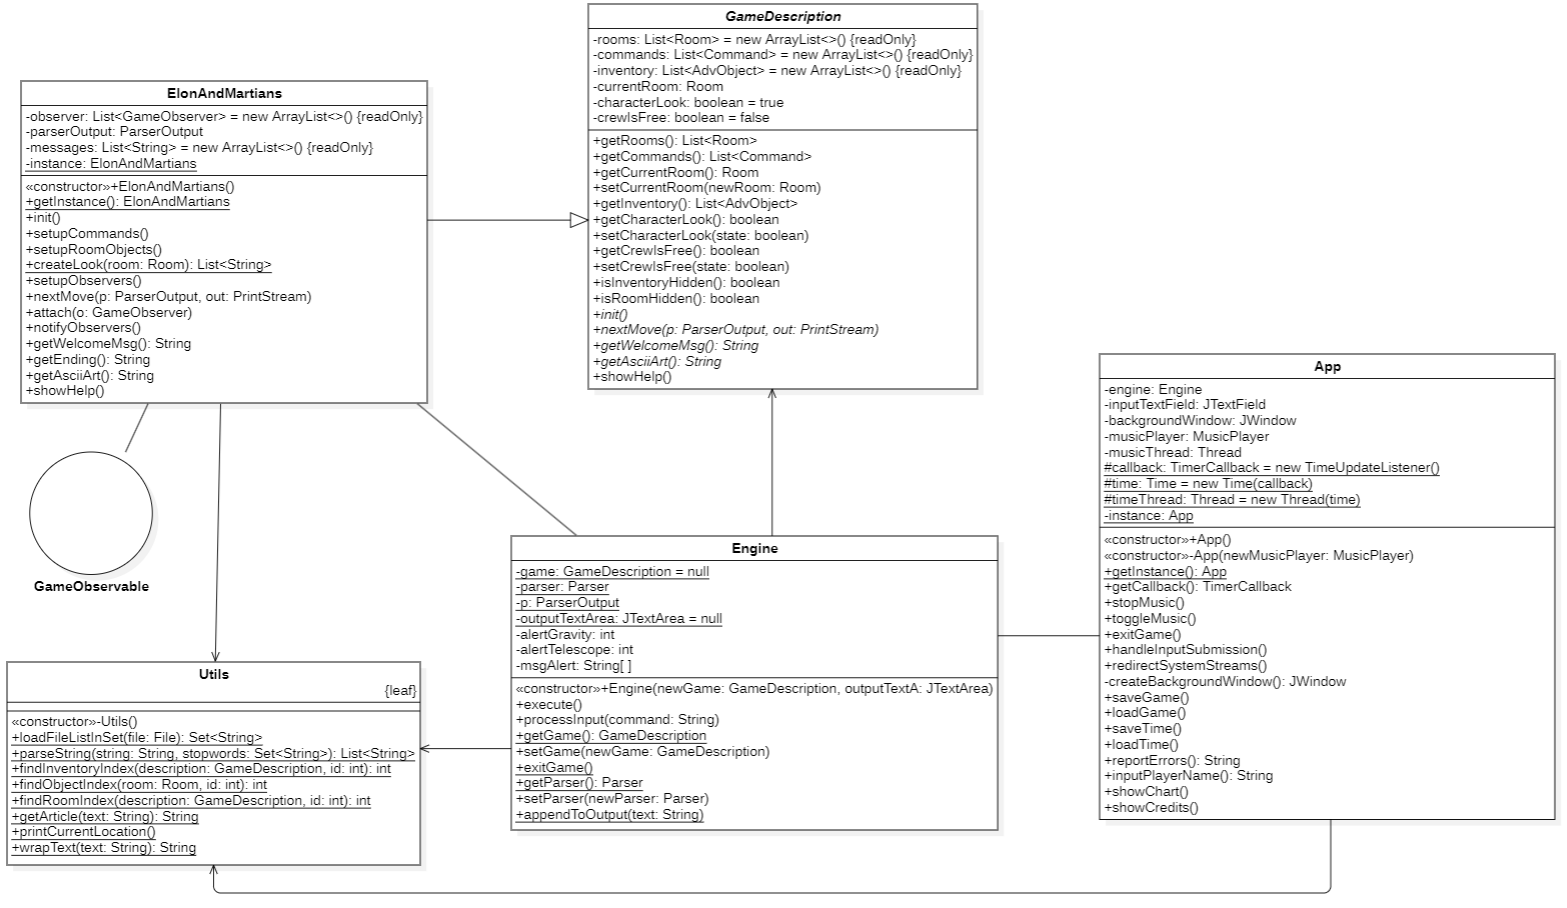 GameDescription
-rooms: List<Room> = new ArrayList<>() {readOnly}
-commands: List<Command> = new ArrayList<>() {readOnly}
-inventory: List<AdvObject> = new ArrayList<>() {readOnly}
-currentRoom: Room
-characterLook: boolean = true
-crewIsFree: boolean = false
+getRooms(): List<Room>
+getCommands(): List<Command>
+getCurrentRoom(): Room
+setCurrentRoom(newRoom: Room)
+getInventory(): List<AdvObject>
+getCharacterLook(): boolean
+setCharacterLook(state: boolean)
+getCrewIsFree(): boolean
+setCrewIsFree(state: boolean)
+isInventoryHidden(): boolean
+isRoomHidden(): boolean
+init()
+nextMove(p: ParserOutput, out: PrintStream)
+getWelcomeMsg(): String
+getAsciiArt(): String
+showHelp()
ElonAndMartians
-observer: List<GameObserver> = new ArrayList<>() {readOnly}
-parserOutput: ParserOutput
-messages: List<String> = new ArrayList<>() {readOnly}
-instance: ElonAndMartians
«constructor»+ElonAndMartians()
+getInstance(): ElonAndMartians
+init()
+setupCommands()
+setupRoomObjects()
+createLook(room: Room): List<String>
+setupObservers()
+nextMove(p: ParserOutput, out: PrintStream)
+attach(o: GameObserver)
+notifyObservers()
+getWelcomeMsg(): String
+getEnding(): String
+getAsciiArt(): String
+showHelp()
GameObservable
App
-engine: Engine
-inputTextField: JTextField
-backgroundWindow: JWindow
-musicPlayer: MusicPlayer
-musicThread: Thread
#callback: TimerCallback = new TimeUpdateListener()
#time: Time = new Time(callback)
#timeThread: Thread = new Thread(time)
-instance: App
«constructor»+App()
«constructor»-App(newMusicPlayer: MusicPlayer)
+getInstance(): App
+getCallback(): TimerCallback
+stopMusic()
+toggleMusic()
+exitGame()
+handleInputSubmission()
+redirectSystemStreams()
-createBackgroundWindow(): JWindow
+saveGame()
+loadGame()
+saveTime()
+loadTime()
+reportErrors(): String
+inputPlayerName(): String
+showChart()
+showCredits()
Engine
-game: GameDescription = null
-parser: Parser
-p: ParserOutput
-outputTextArea: JTextArea = null
-alertGravity: int
-alertTelescope: int
-msgAlert: String[ ]
«constructor»+Engine(newGame: GameDescription, outputTextA: JTextArea)
+execute()
+processInput(command: String)
+getGame(): GameDescription
+setGame(newGame: GameDescription)
+exitGame()
+getParser(): Parser
+setParser(newParser: Parser)
+appendToOutput(text: String)
Utils
{leaf}
«constructor»-Utils()
+loadFileListInSet(file: File): Set<String>
+parseString(string: String, stopwords: Set<String>): List<String>
+findInventoryIndex(description: GameDescription, id: int): int
+findObjectIndex(room: Room, id: int): int
+findRoomIndex(description: GameDescription, id: int): int
+getArticle(text: String): String
+printCurrentLocation()
+wrapText(text: String): String